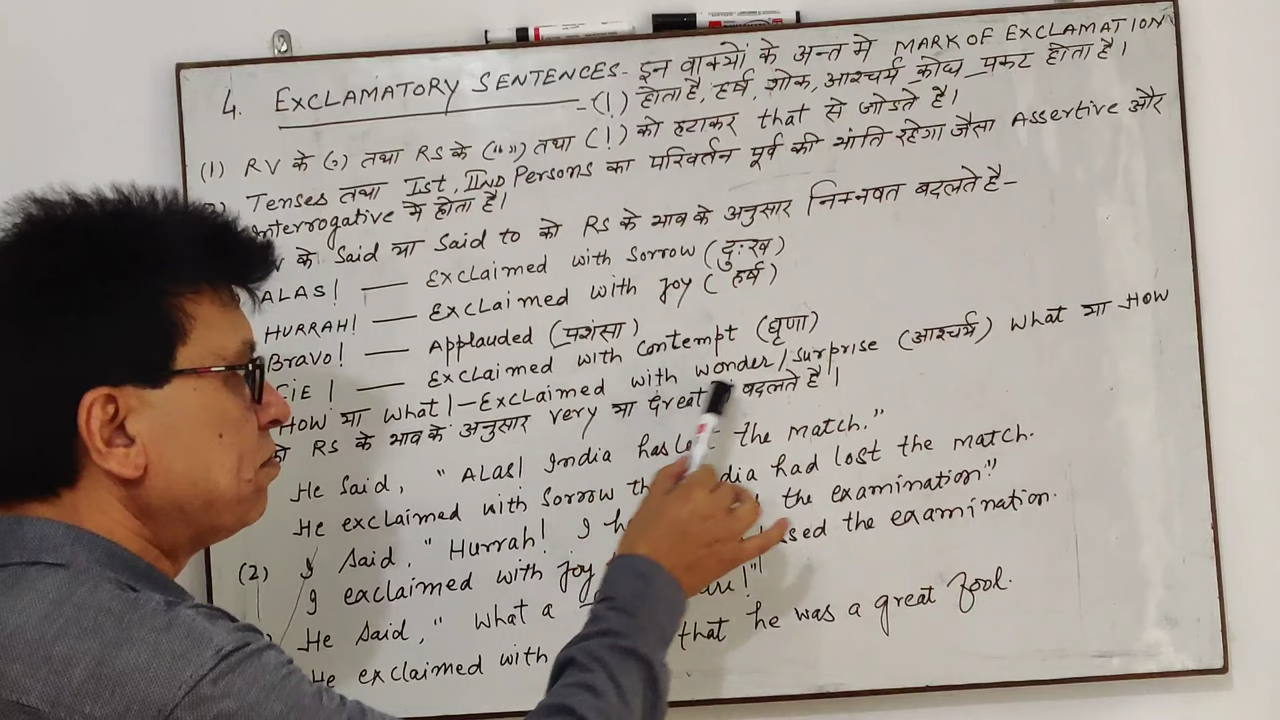 4. EXCLAMATORY SENTENCES- इन वाक्यों के अन्त मे MARK OF EXCLAMATION
-(!) होता है, हर्ष, शोक, आश्चर्य क्रोध प्रकट होता है।
(1) RV के (,) तथा RS के (“ ”) तथा (!) को हटाकर that से जोडते है।
Tenses तथा Ist, IIND Persons का परिवर्तन पूर्व की भांति रहेगा जैसा Assertive और
Interrogative मे होता है।
के Said या Said to को RS के भाव के अनुसार निम्नवत बदलते है-
ALAS! — Exclaimed with Sorrow (दुःख)
HURRAH! — Exclaimed with Joy (हर्ष)
Bravo! — Applauded (प्रशंसा)
FiE! — Exclaimed with contempt (घृणा)
HOW या What! - Exclaimed with wonder/Surprise (आश्चर्य) What या HOW
RS के भाव के अनुसार very या Great बदलते है।
He Said, “ALAS! India has the match.”
He exclaimed with Sorrow had lost the match.
(2) I Said, “Hurrah! I the examination.”
I exclaimed with joy the examination.
He Said, “What a
He exclaimed with that he was a great fool.